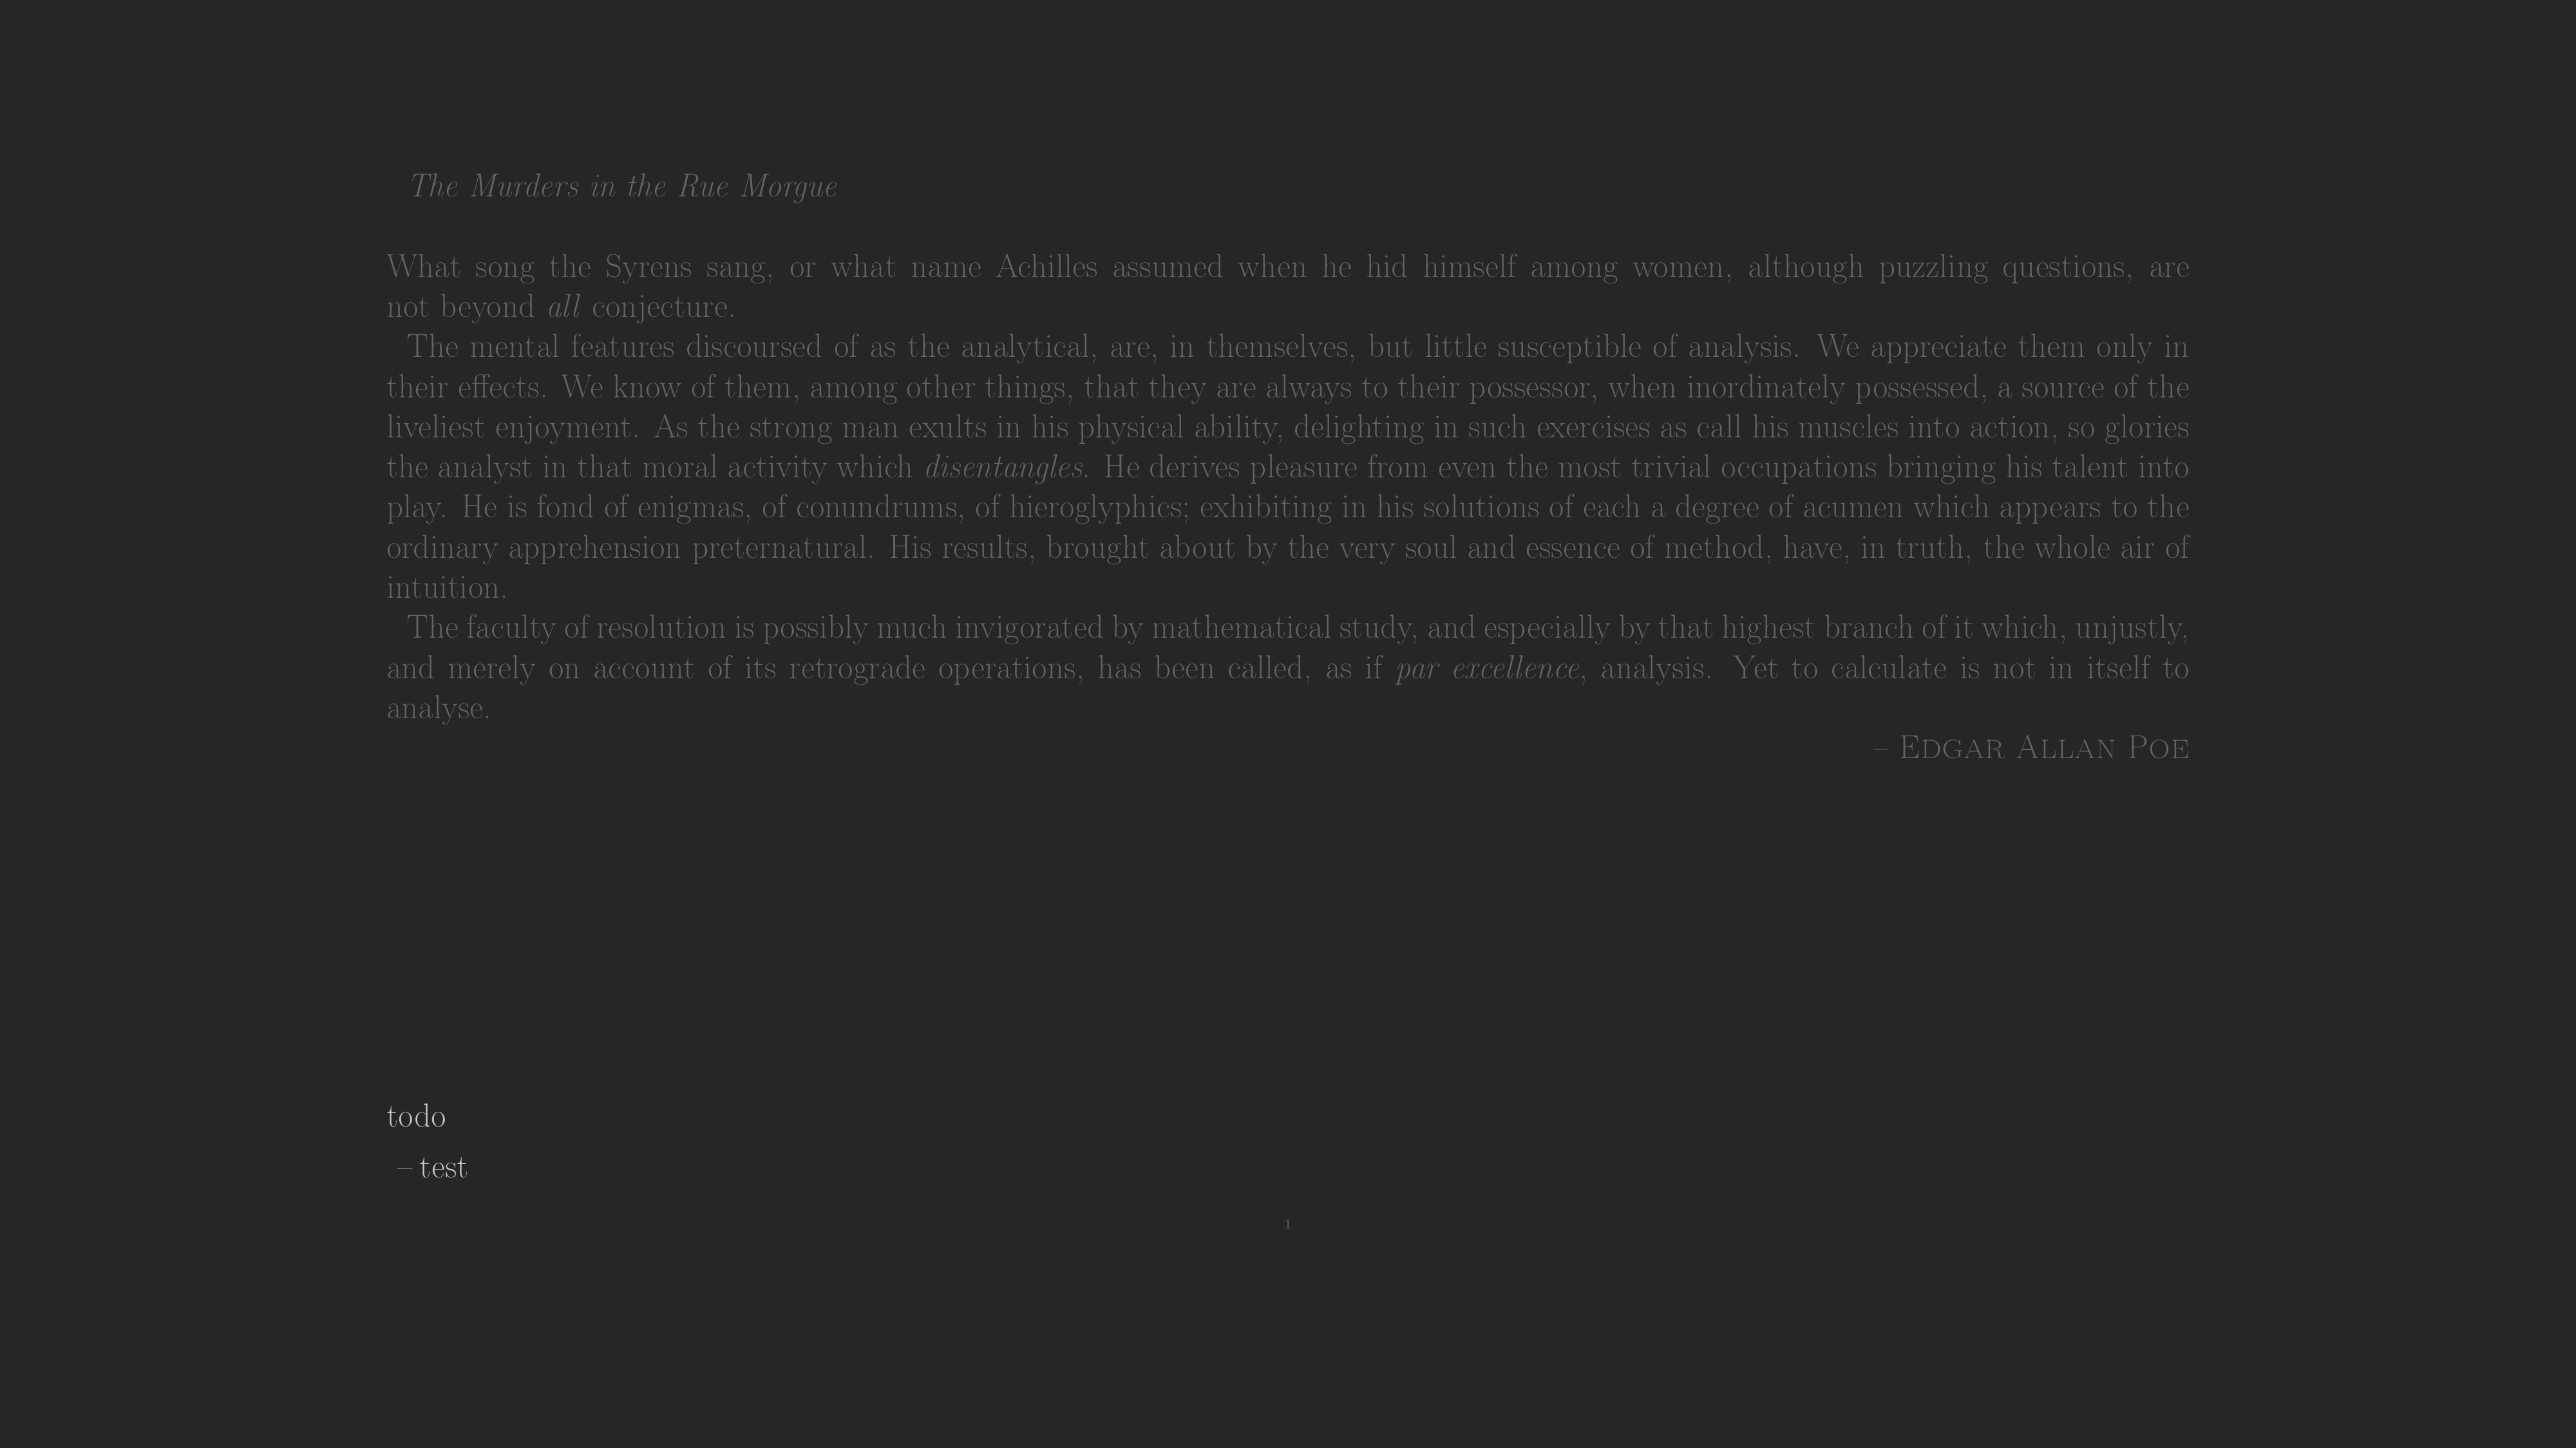 The Murders in the Rue Morgue
What song the Syrens sang, or what name Achilles assumed when he hid himself among women, although puzzling questions, are
not beyond all conjecture.
The mental features discoursed of as the analytical, are, in themselves, but little susceptible of analysis. We appreciate them only in
their effects. We know of them, among other things, that they are always to their possessor, when inordinately possessed, a source of the
liveliest enjoyment. As the strong man exults in his physical ability, delighting in such exercises as call his muscles into action, so glories
the analyst in that moral activity which disentangles. He derives pleasure from even the most trivial occupations bringing his talent into
play. He is fond of enigmas, of conundrums, of hieroglyphics; exhibiting in his solutions of each a degree of acumen which appears to the
ordinary apprehension preternatural. His results, brought about by the very soul and essence of method, have, in truth, the whole air of
intuition.
The faculty of resolution is possibly much invigorated by mathematical study, and especially by that highest branch of it which, unjustly,
and merely on account of its retrograde operations, has been called, as if par excellence, analysis. Yet to calculate is not in itself to
analyse.
– EDGAR ALLAN POE
todo
– test
1